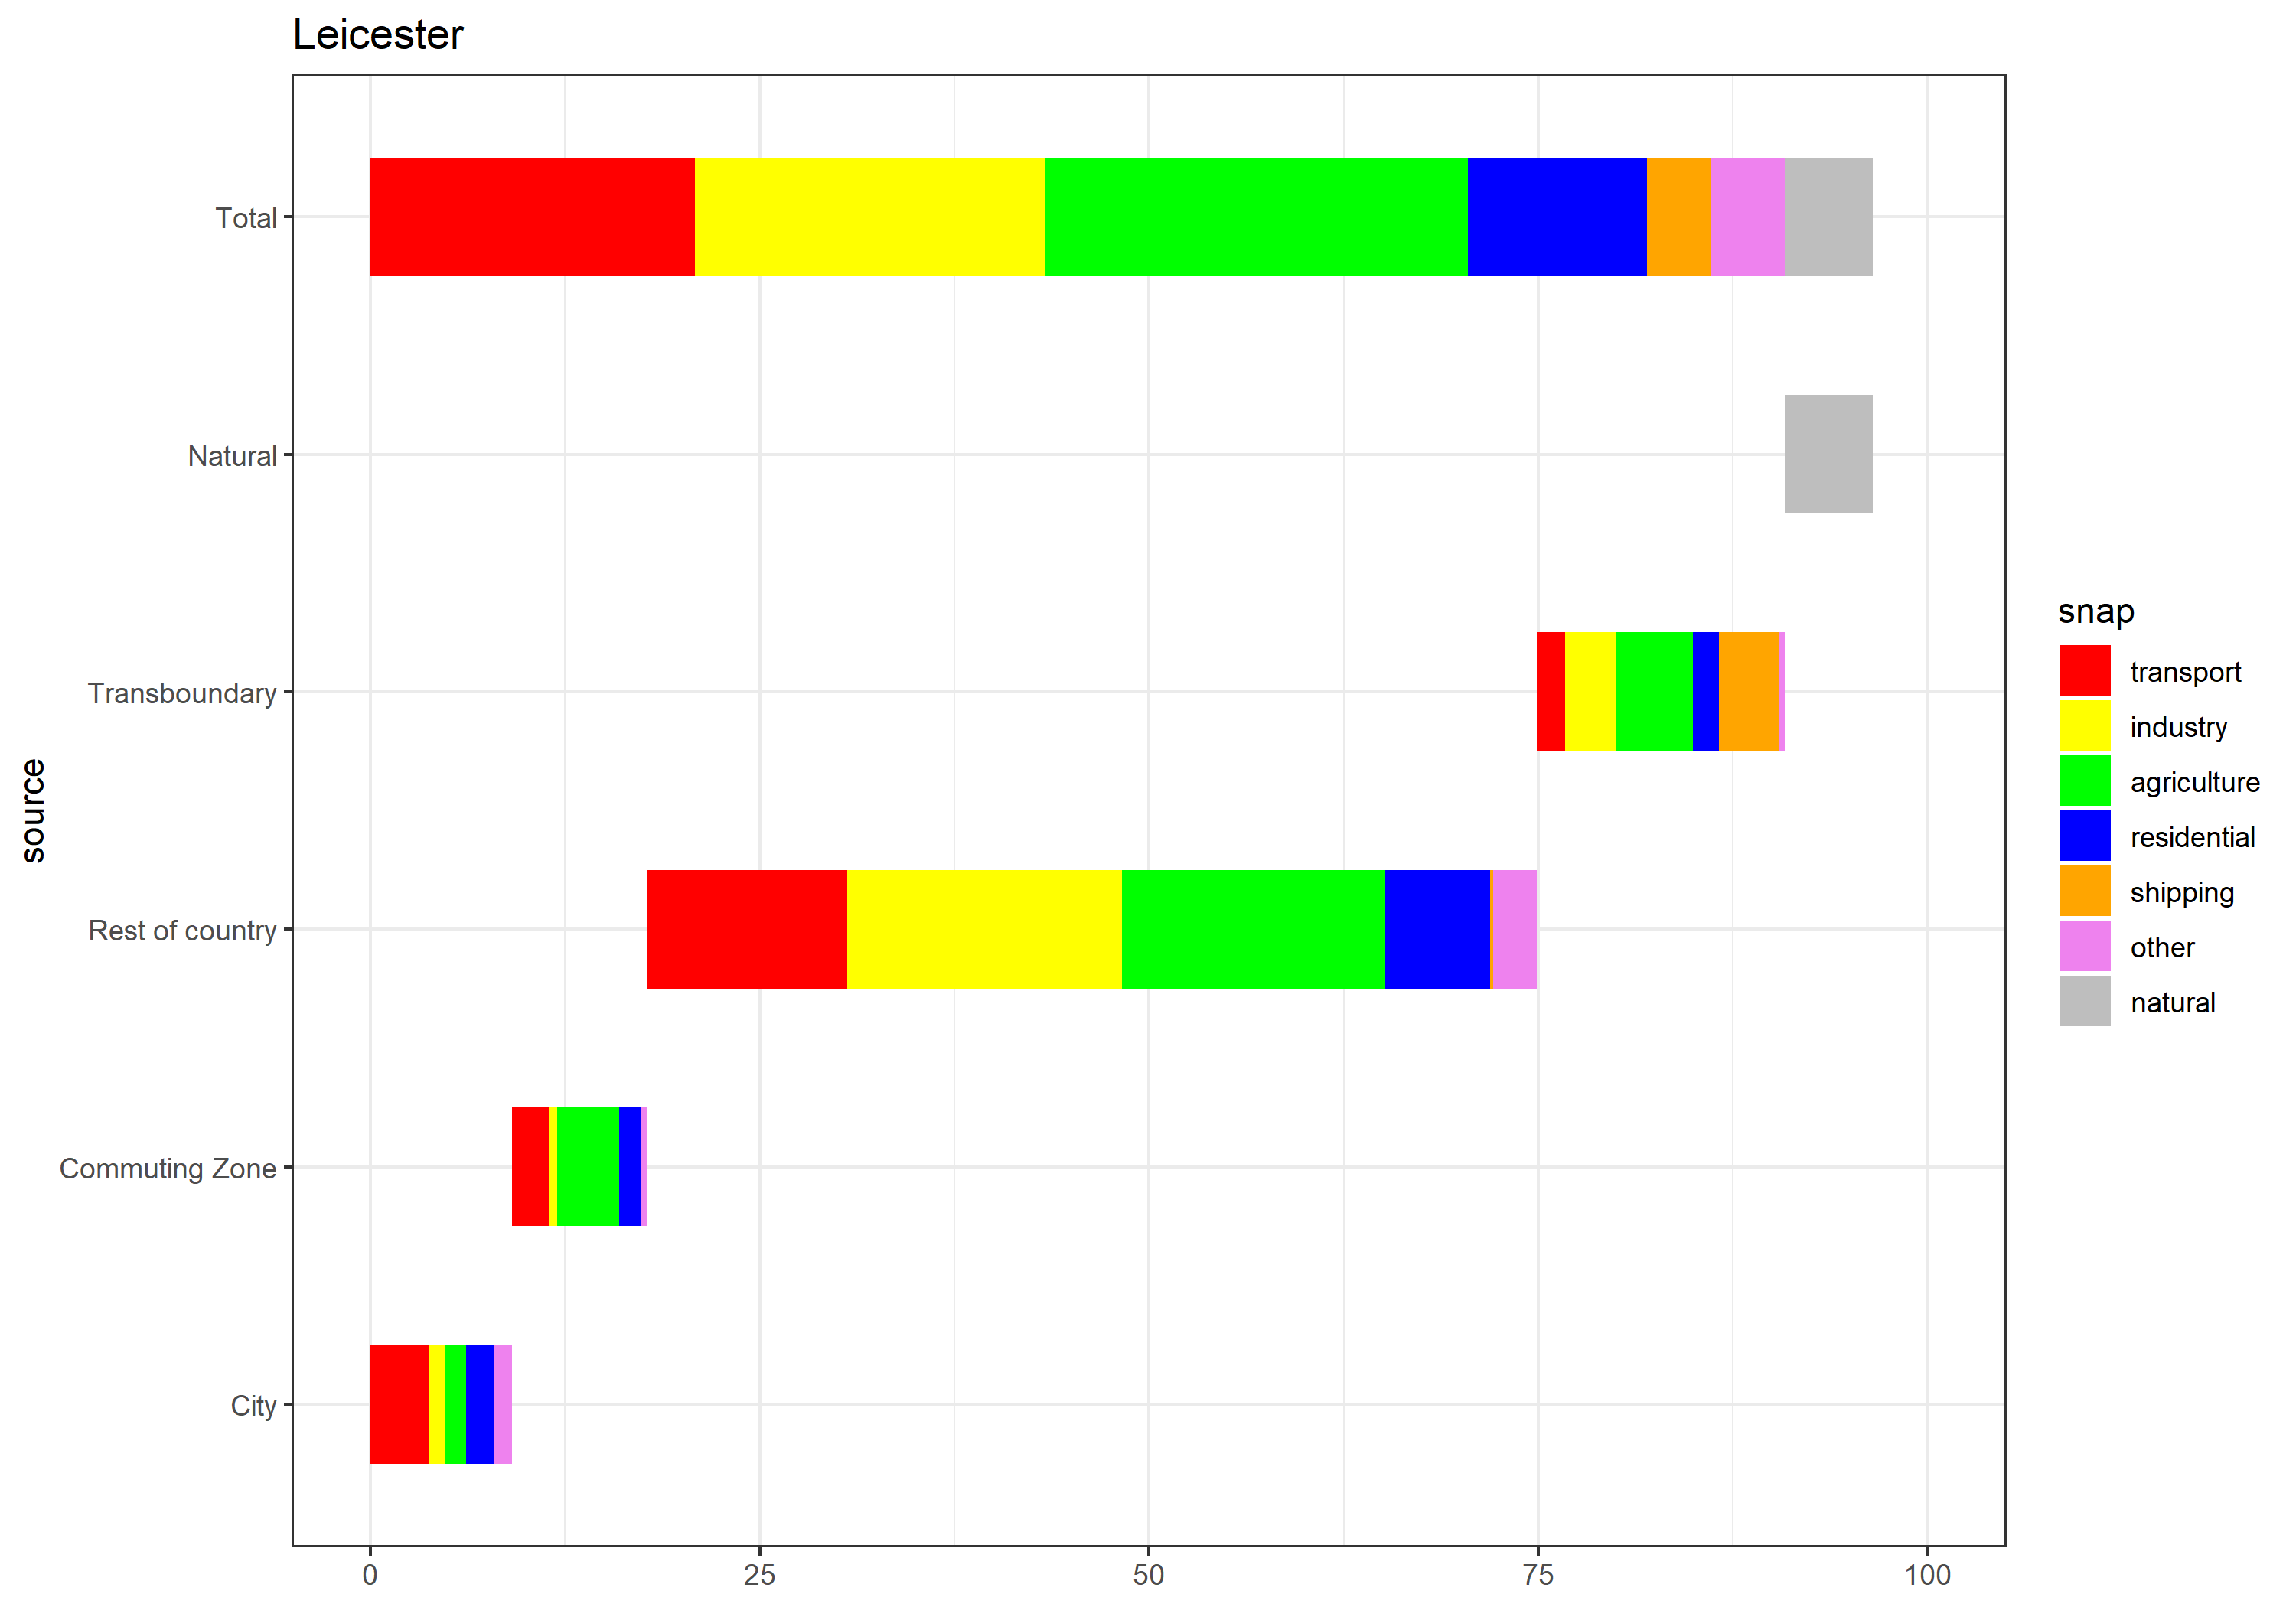 Leicester
source
Total
Natural
Transboundary
Rest of country
Commuting Zone
City
0 25 50 75 100
snap
transport
industry
agriculture
residential
shipping
other
natural